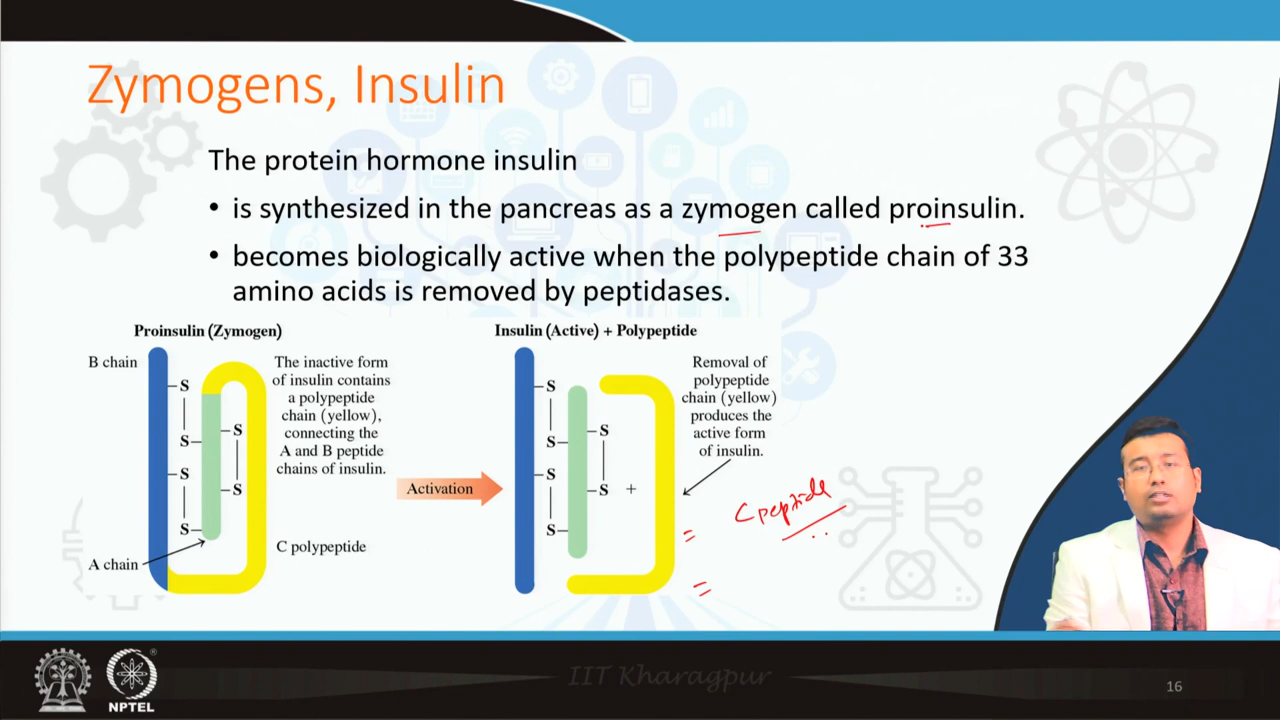 Zymogens, Insulin
The protein hormone insulin
• is synthesized in the pancreas as a zymogen called proinsulin.
• becomes biologically active when the polypeptide chain of 33
amino acids is removed by peptidases.
Proinsulin (Zymogen)
B chain
S
S
S
S
S
S
The inactive form
of insulin contains
a polypeptide
chain (yellow),
connecting the
A and B peptide
chains of insulin.
A chain
C polypeptide
Activation
Insulin (Active) + Polypeptide
S
S
S
S
S
S +
Removal of
polypeptide
chain (yellow)
produces the
active form
of insulin.
= C peptide
=
IIT Kharagpur
NPTEL
16